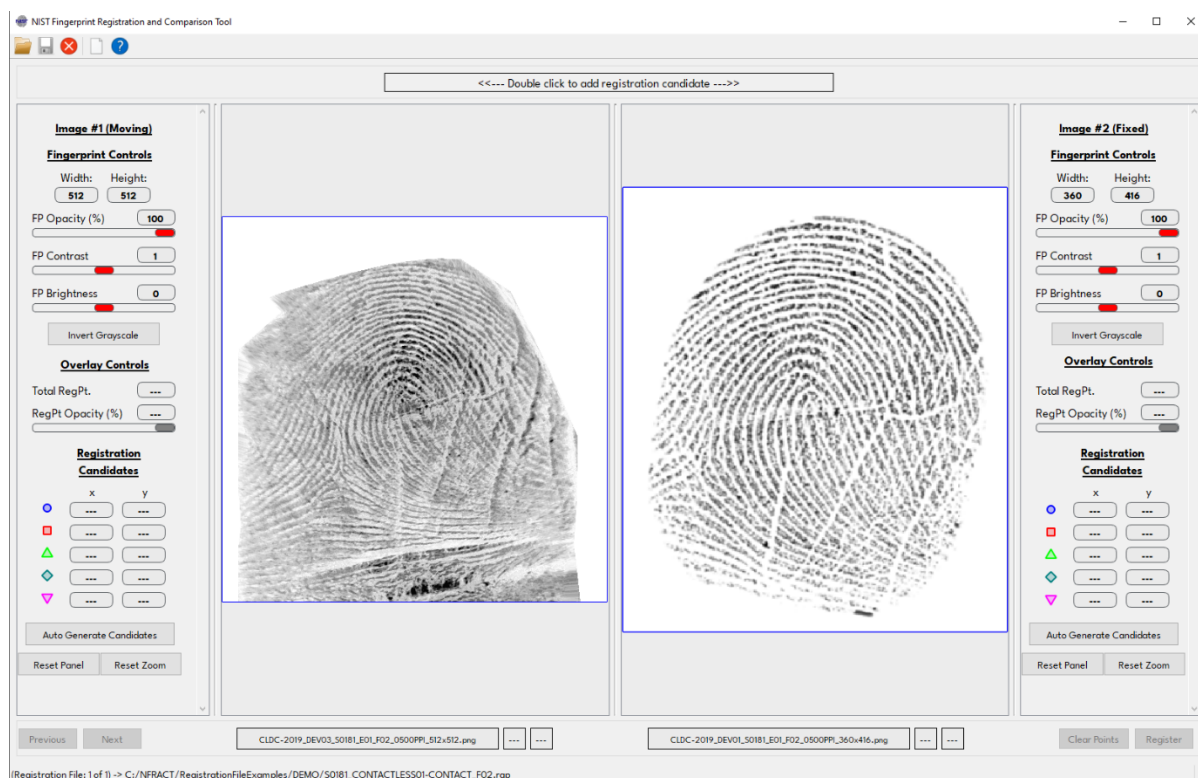 NIST Fingerprint Registration and Comparison Tool
<<--- Double click to add registration candidate --->>
Image #1 (Moving)
Fingerprint Controls
Width: Height:
512 512
FP Opacity (%) 100
FP Contrast 1
FP Brightness 0
Invert Grayscale
Overlay Controls
Total RegPt. ---
RegPt Opacity (%) ---
Registration
Candidates
x y
--- ---
--- ---
--- ---
--- ---
--- ---
Auto Generate Candidates
Reset Panel Reset Zoom
Image #2 (Fixed)
Fingerprint Controls
Width: Height:
360 416
FP Opacity (%) 100
FP Contrast 1
FP Brightness 0
Invert Grayscale
Overlay Controls
Total RegPt. ---
RegPt Opacity (%) ---
Registration
Candidates
x y
--- ---
--- ---
--- ---
--- ---
--- ---
Auto Generate Candidates
Reset Panel Reset Zoom
Previous Next CLDC-2019_DEV03_S0181_E01_F02_0500PPI_512x512.png --- --- CLDC-2019_DEV01_S0181_E01_F02_0500PPI_360x416.png --- --- Clear Points Register
(Registration File: 1 of 1) -> C:/NFRACT/RegistrationFileExamples/DEMO/S0181_CONTACTLESS01-CONTACT_F02.rgp